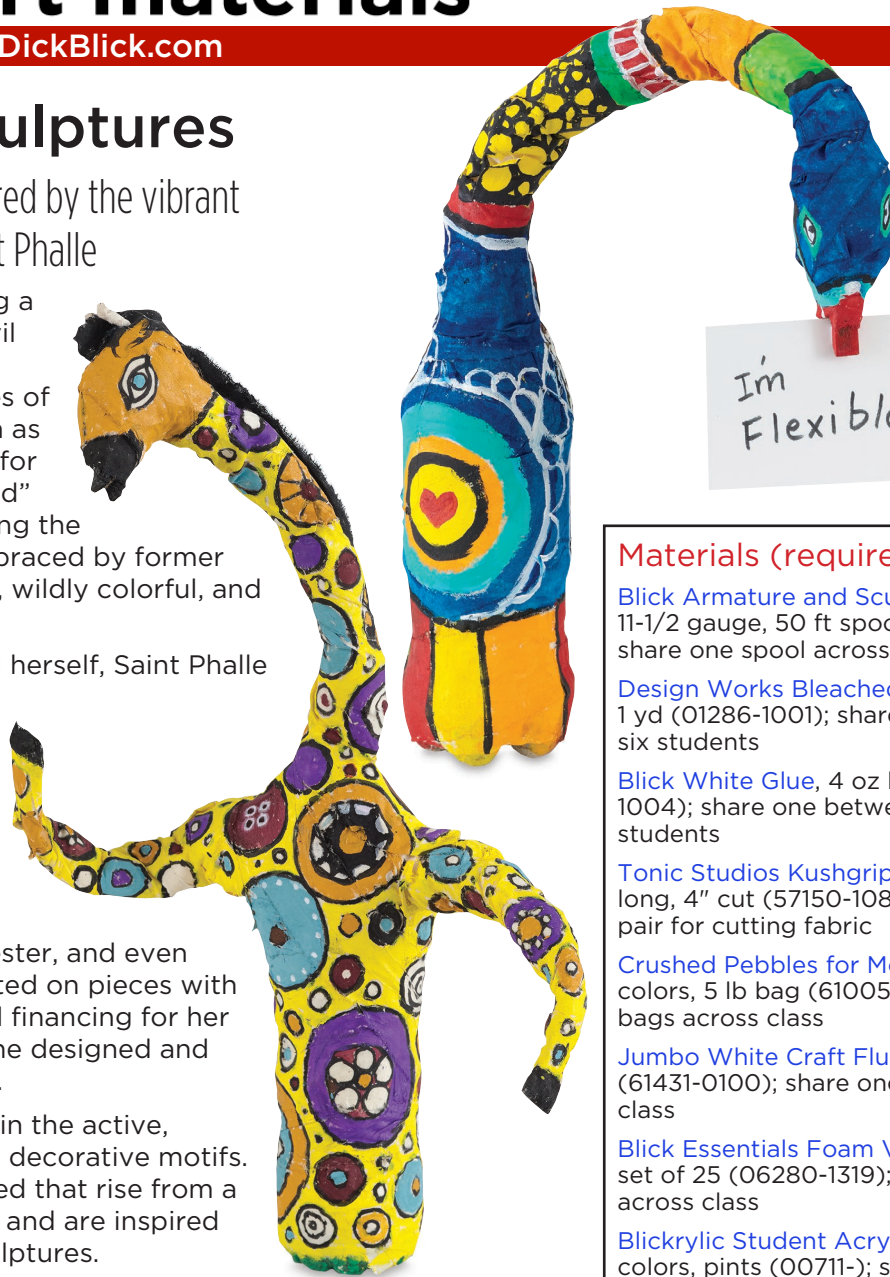 rt materials
DickBlick.com
ulptures
red by the vibrant
t Phalle
g a
il
es of
n as
for
d”
ng the
braced by former
, wildly colorful, and
herself, Saint Phalle
ester, and even
ted on pieces with
d financing for her
he designed and
.
in the active,
decorative motifs.
ed that rise from a
and are inspired
ulptures.
I'm
Flexibl
Materials (require
Blick Armature and Scu
11-1/2 gauge, 50 ft spoo
share one spool across
Design Works Bleached
1 yd (01286-1001); share
six students
Blick White Glue, 4 oz b
1004); share one betwe
students
Tonic Studios Kushgrip
long, 4" cut (57150-108
pair for cutting fabric
Crushed Pebbles for Mo
colors, 5 lb bag (61005
bags across class
Jumbo White Craft Flu
(61431-0100); share one
class
Blick Essentials Foam V
set of 25 (06280-1319);
across class
Blickrylic Student Acry
colors, pints (00711-); s